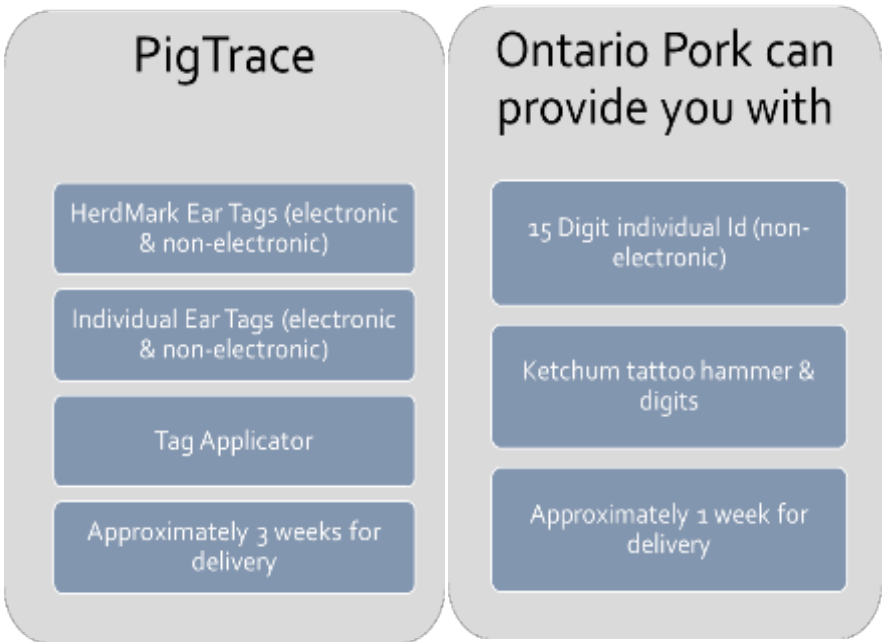 PigTrace
HerdMark Ear Tags (electronic
& non-electronic)
Individual Ear Tags (electronic
& non-electronic)
Tag Applicator
Approximately 3 weeks for
delivery
Ontario Pork can
provide you with
15 Digit individual Id (non-
electronic)
Ketchum tattoo hammer &
digits
Approximately 1 week for
delivery